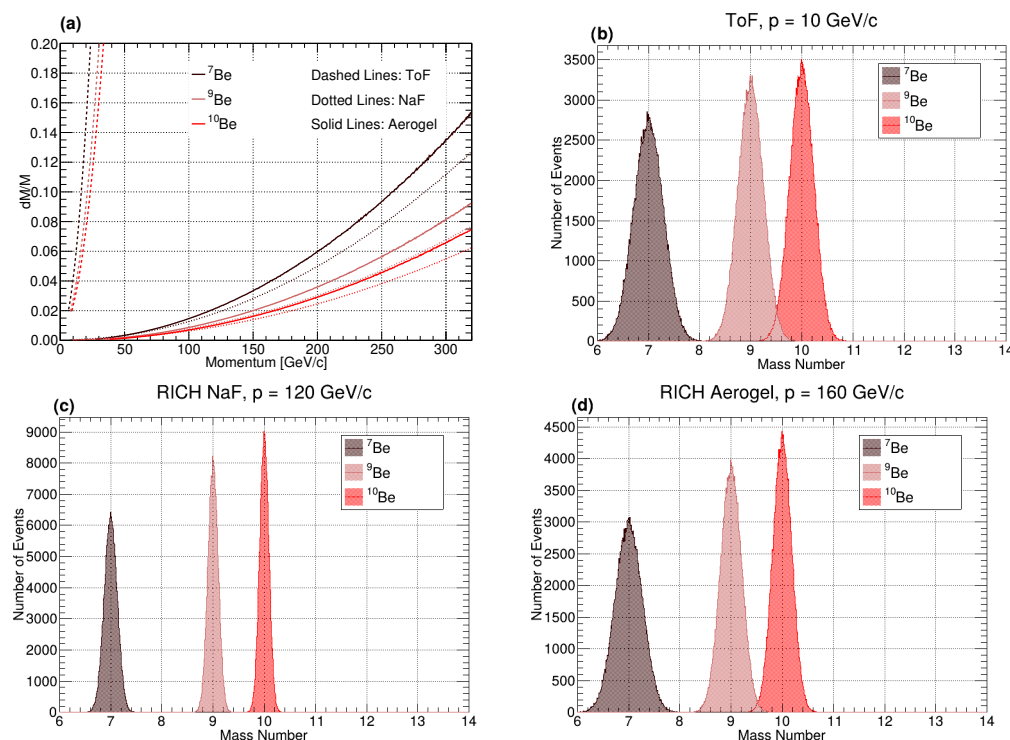 (a)
0.20
0.18
0.16
0.14
0.12
0.10
0.08
0.06
0.04
0.02
0.00
dM/M
⁷Be
⁹Be
¹⁰Be
Dashed Lines: ToF
Dotted Lines: NaF
Solid Lines: Aerogel
0 50 100 150 200 250 300
Momentum [GeV/c]
ToF, p = 10 GeV/c
(b)
3500
3000
2500
2000
1500
1000
500
0
Number of Events
⁷Be
⁹Be
¹⁰Be
6 7 8 9 10 11 12 13 14
Mass Number
RICH NaF, p = 120 GeV/c
(c)
9000
8000
7000
6000
5000
4000
3000
2000
1000
0
Number of Events
⁷Be
⁹Be
¹⁰Be
6 7 8 9 10 11 12 13 14
Mass Number
RICH Aerogel, p = 160 GeV/c
(d)
4500
4000
3500
3000
2500
2000
1500
1000
500
0
Number of Events
⁷Be
⁹Be
¹⁰Be
6 7 8 9 10 11 12 13 14
Mass Number